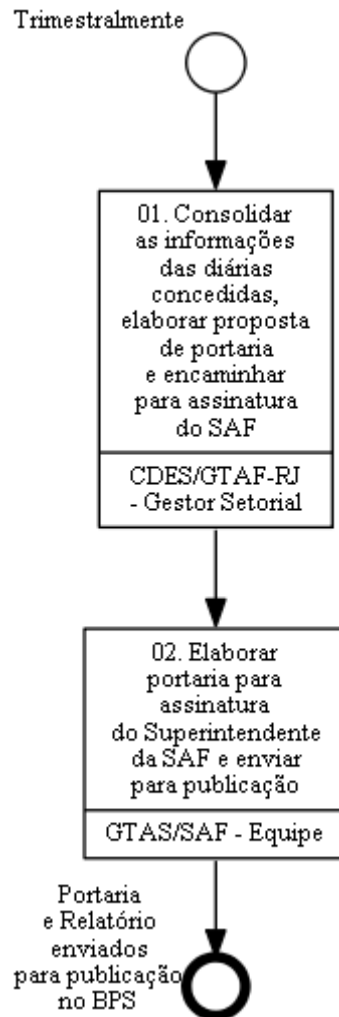 Trimestralmente
01. Consolidar
as informações
das diárias
concedidas,
elaborar proposta
de portaria
e encaminhar
para assinatura
do SAF
CDES/GTAF-RJ
- Gestor Setorial
02. Elaborar
portaria para
assinatura
do Superintendente
da SAF e enviar
para publicação
GTAS/SAF - Equipe
Portaria
e Relatório
enviados
para publicação
no BPS